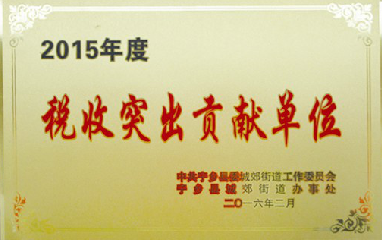 2015年度
税收突出贡献单位
中共宁乡县城郊街道工作委员会
宁乡县城郊街道办事处
二〇一六年二月